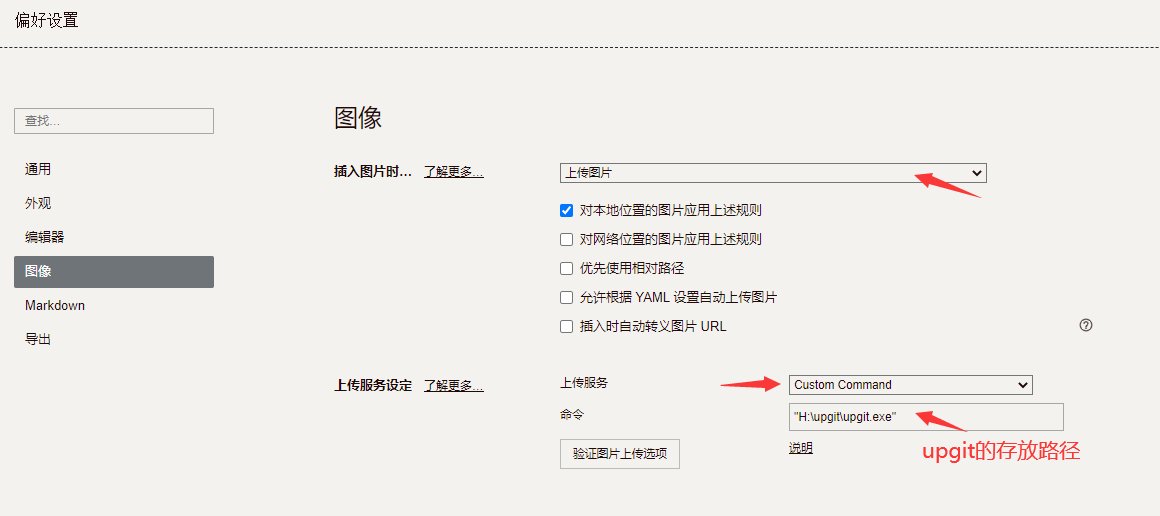 偏好设置
查找...
通用
外观
编辑器
图像
Markdown
导出
图像
插入图片时... 了解更多... 上传图片
对本地位置的图片应用上述规则
对网络位置的图片应用上述规则
优先使用相对路径
允许根据 YAML 设置自动上传图片
插入时自动转义图片 URL
上传服务设定 了解更多... 上传服务 Custom Command
命令 "H:\upgit\upgit.exe"
验证图片上传选项 说明
upgit的存放路径